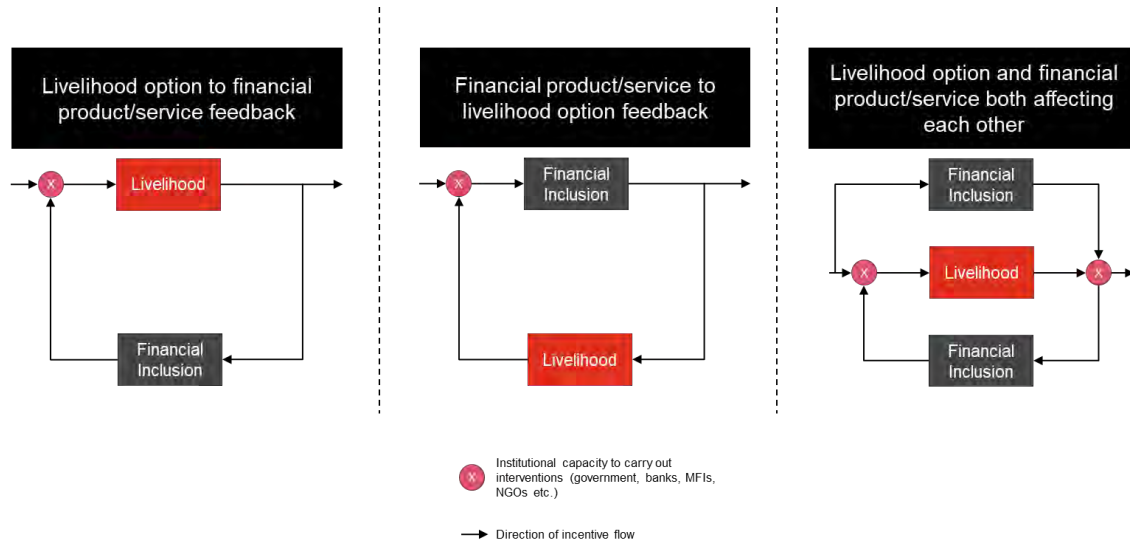 Livelihood option to financial
product/service feedback
X
Livelihood
Financial
Inclusion
Financial product/service to
livelihood option feedback
X
Financial
Inclusion
Livelihood
Livelihood option and financial
product/service both affecting
each other
Financial
Inclusion
X
Livelihood
X
Financial
Inclusion
X
Institutional capacity to carry out
interventions (government, banks, MFIs,
NGOs etc.)
Direction of incentive flow